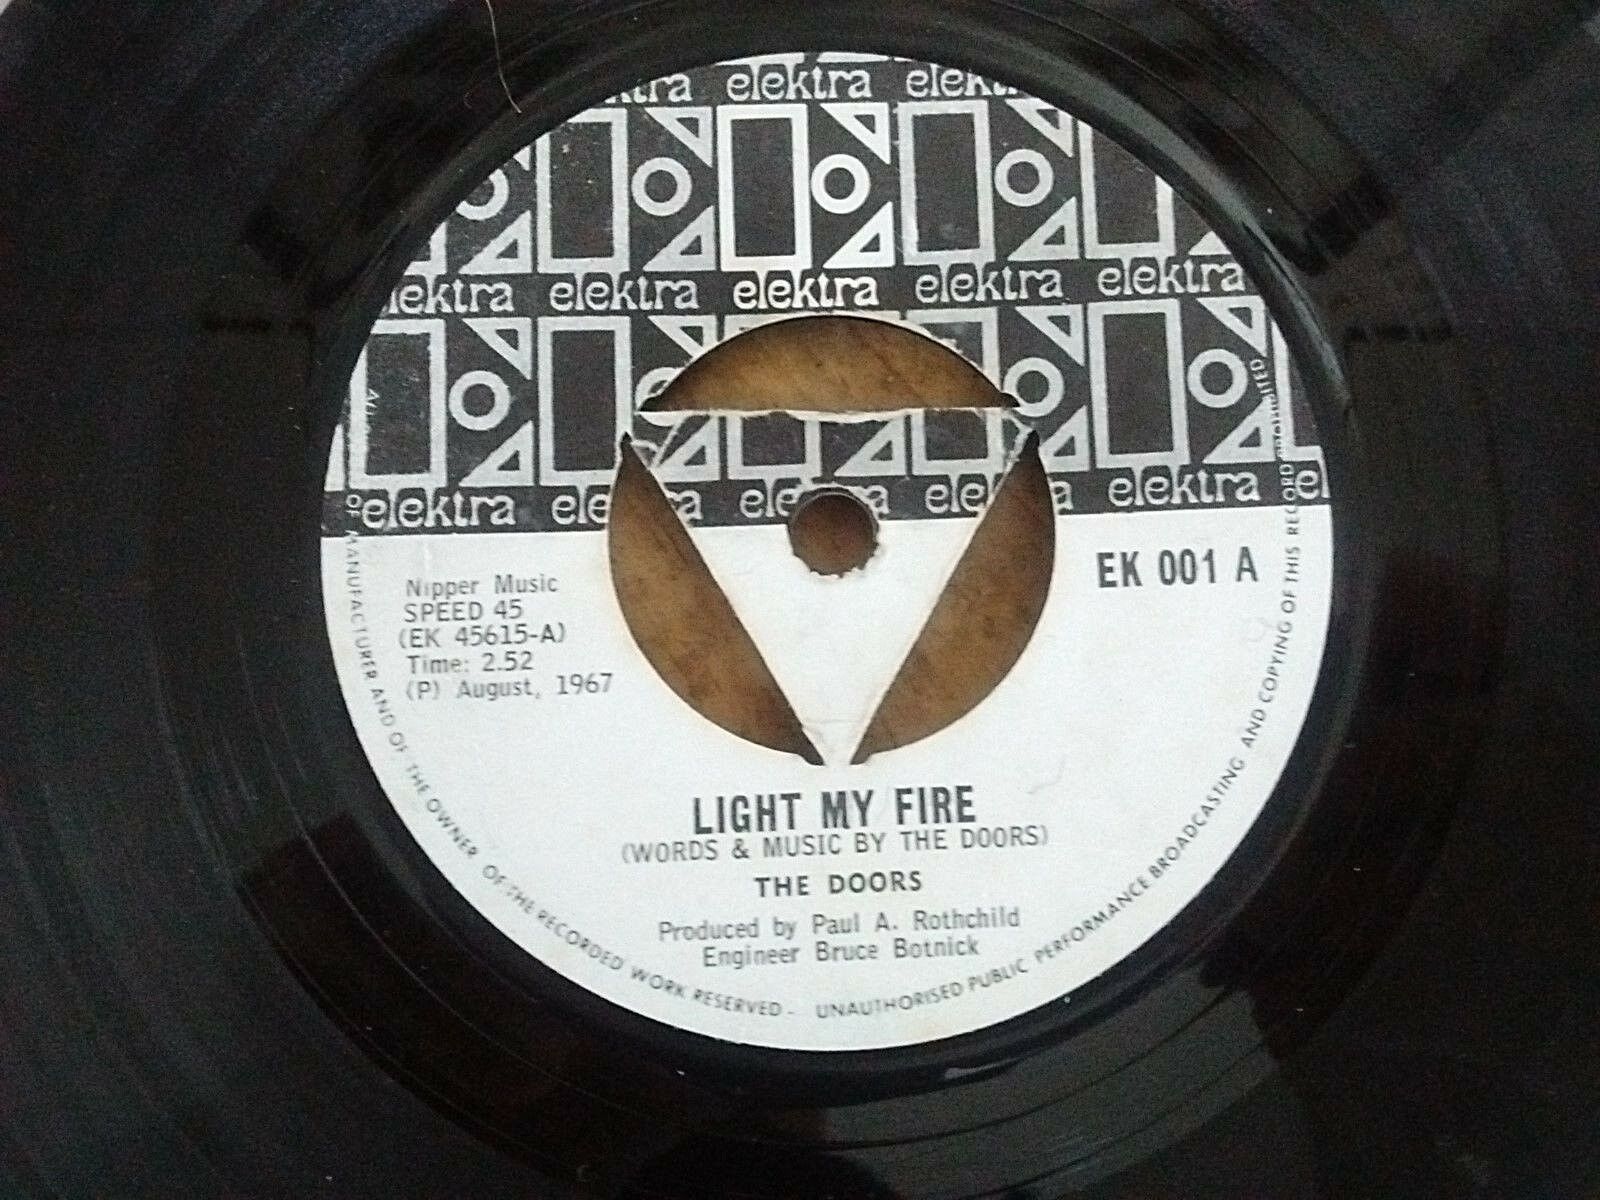 elektra elektra
elektra elektra elektra elektra elektra
elektra elektra
EK 001 A
Nipper Music
SPEED 45
(EK 45615-A)
Time: 2.52
(P) August, 1967
LIGHT MY FIRE
(WORDS & MUSIC BY THE DOORS)
THE DOORS
Produced by Paul A. Rothchild
Engineer Bruce Botnick
OF MANUFACTURER AND OF THE OWNER OF THE RECORDED WORK RESERVED - UNAUTHORISED PUBLIC PERFORMANCE BROADCASTING AND COPYING OF THIS RECORD PROHIBITED